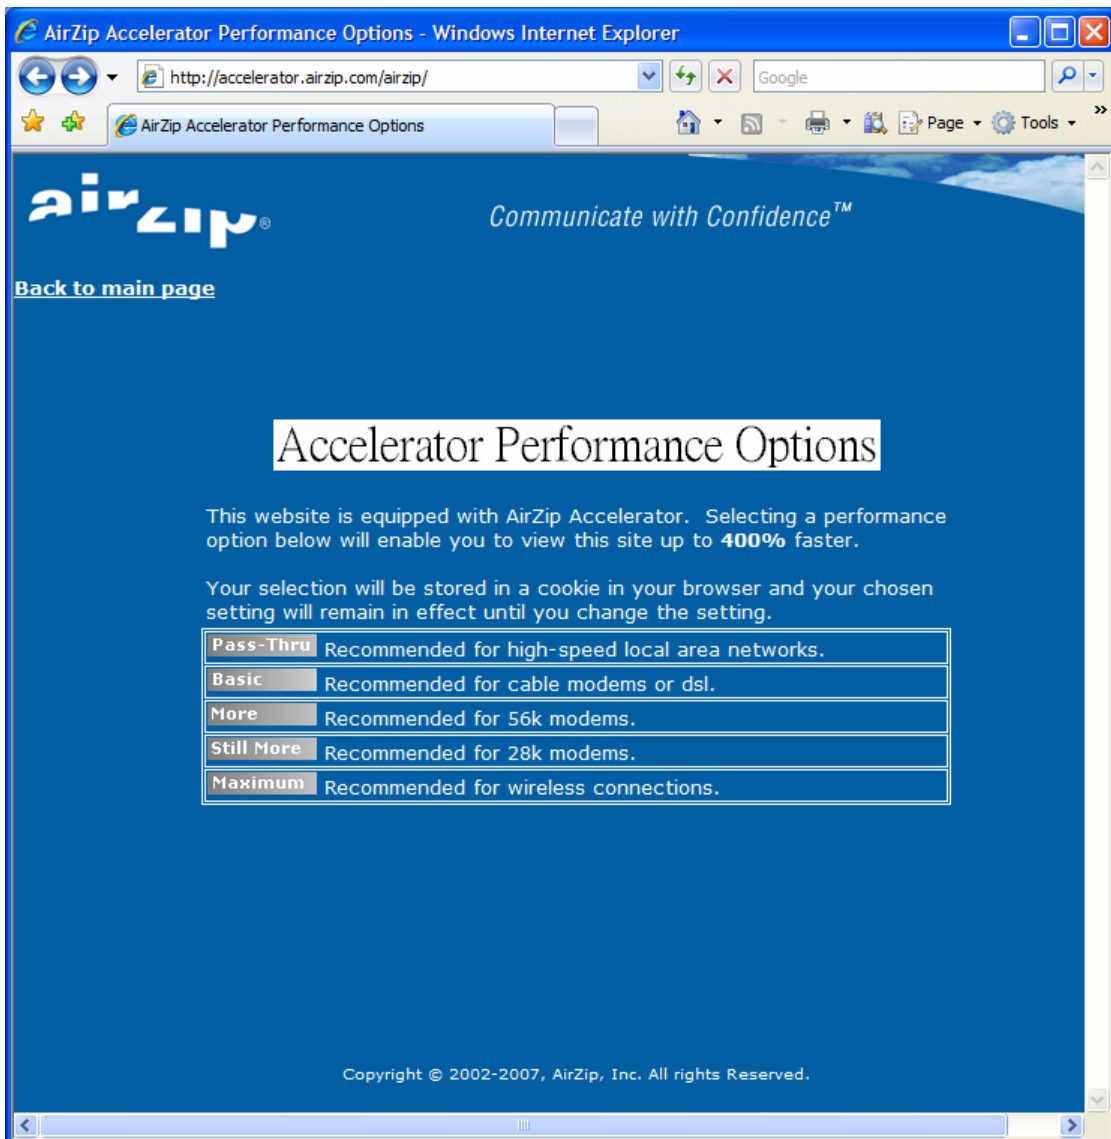 AirZip Accelerator Performance Options - Windows Internet Explorer
http://accelerator.airzip.com/airzip/
Google
AirZip Accelerator Performance Options
Page
Tools
»
airzip®
Communicate with Confidence™
Back to main page
Accelerator Performance Options
This website is equipped with AirZip Accelerator. Selecting a performance
option below will enable you to view this site up to 400% faster.
Your selection will be stored in a cookie in your browser and your chosen
setting will remain in effect until you change the setting.
Pass-Thru Recommended for high-speed local area networks.
Basic Recommended for cable modems or dsl.
More Recommended for 56k modems.
Still More Recommended for 28k modems.
Maximum Recommended for wireless connections.
Copyright © 2002-2007, AirZip, Inc. All rights Reserved.